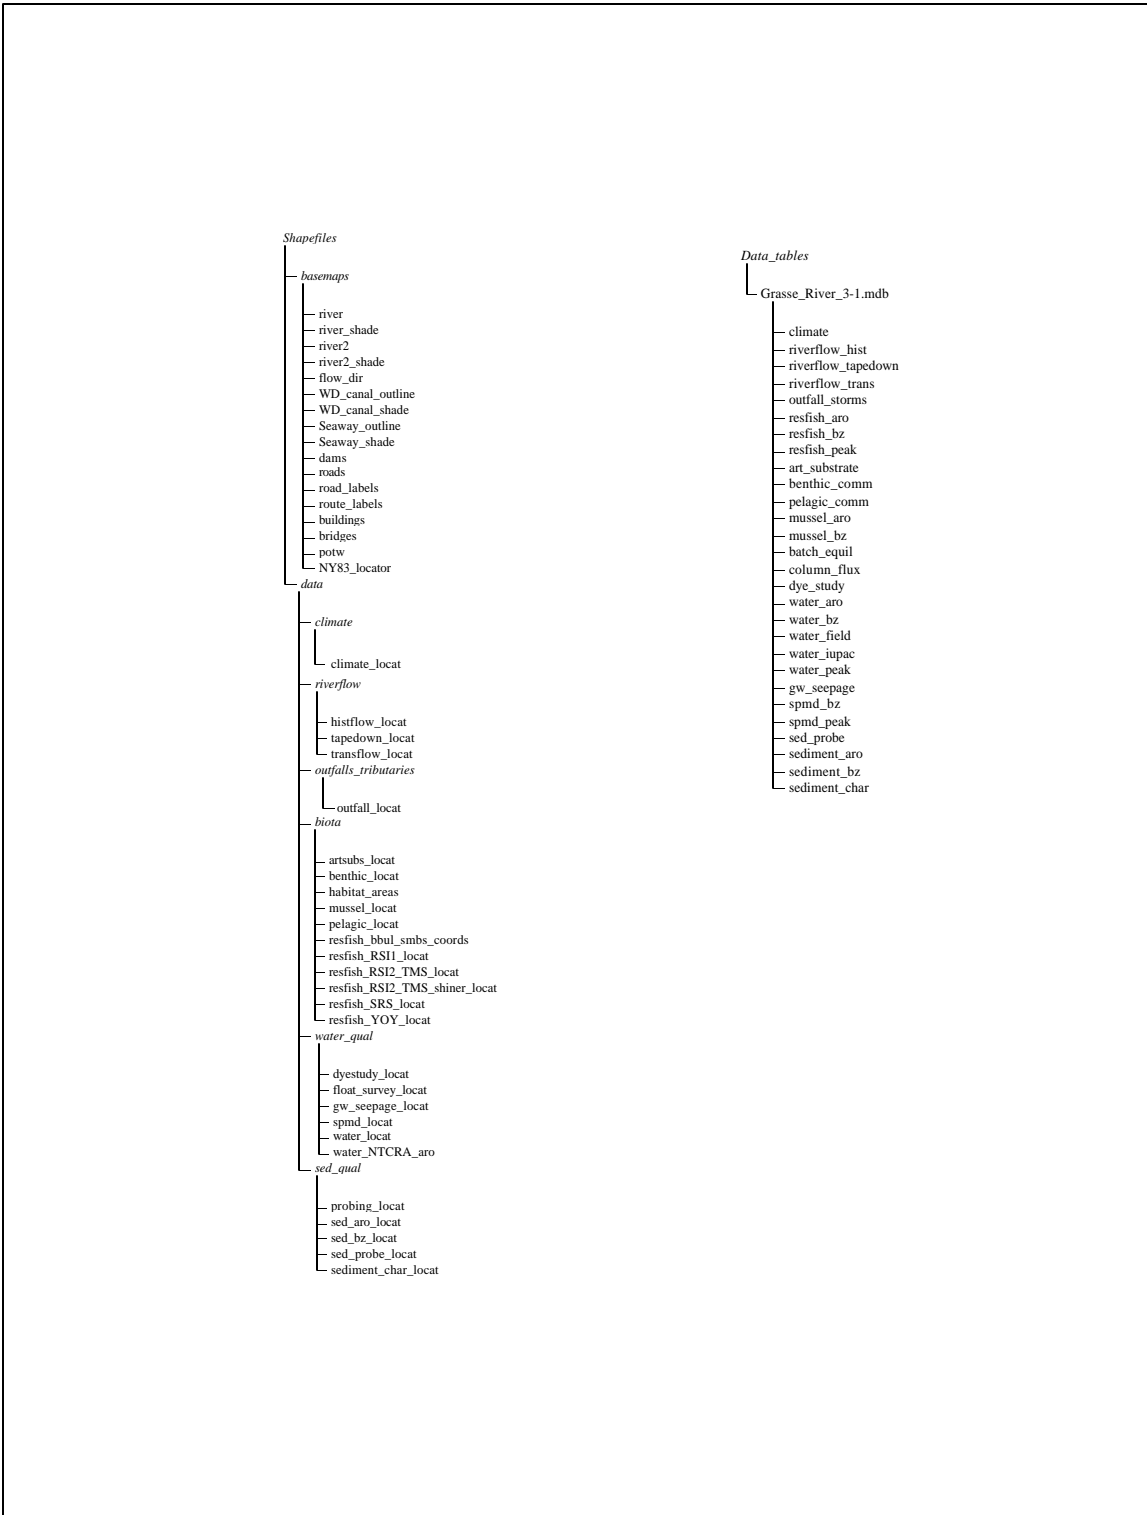 Shapefiles
basemaps
river
river_shade
river2
river2_shade
flow_dir
WD_canal_outline
WD_canal_shade
Seaway_outline
Seaway_shade
dams
roads
road_labels
route_labels
buildings
bridges
potw
NY83_locator
data
climate
climate_locat
riverflow
histflow_locat
tapedown_locat
transflow_locat
outfalls_tributaries
outfall_locat
biota
artsubs_locat
benthic_locat
habitat_areas
mussel_locat
pelagic_locat
resfish_bbul_smbs_coords
resfish_RSI1_locat
resfish_RSI2_TMS_locat
resfish_RSI2_TMS_shiner_locat
resfish_SRS_locat
resfish_YOY_locat
water_qual
dyestudy_locat
float_survey_locat
gw_seepage_locat
spmd_locat
water_locat
water_NTCRA_aro
sed_qual
probing_locat
sed_aro_locat
sed_bz_locat
sed_probe_locat
sediment_char_locat
Data_tables
Grasse_River_3-1.mdb
climate
riverflow_hist
riverflow_tapedown
riverflow_trans
outfall_storms
resfish_aro
resfish_bz
resfish_peak
art_substrate
benthic_comm
pelagic_comm
mussel_aro
mussel_bz
batch_equil
column_flux
dye_study
water_aro
water_bz
water_field
water_iupac
water_peak
gw_seepage
spmd_bz
spmd_peak
sed_probe
sediment_aro
sediment_bz
sediment_char